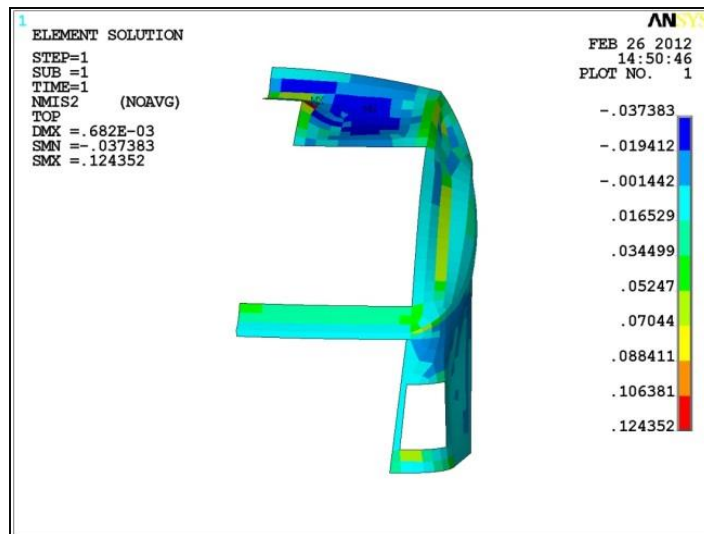 1
ANSYS
ELEMENT SOLUTION
STEP=1
SUB =1
TIME=1
NMIS2 (NOAVG)
TOP
DMX =.682E-03
SMN =-.037383
SMX =.124352
FEB 26 2012
14:50:46
PLOT NO. 1
-.037383
-.019412
-.001442
.016529
.034499
.05247
.07044
.088411
.106381
.124352